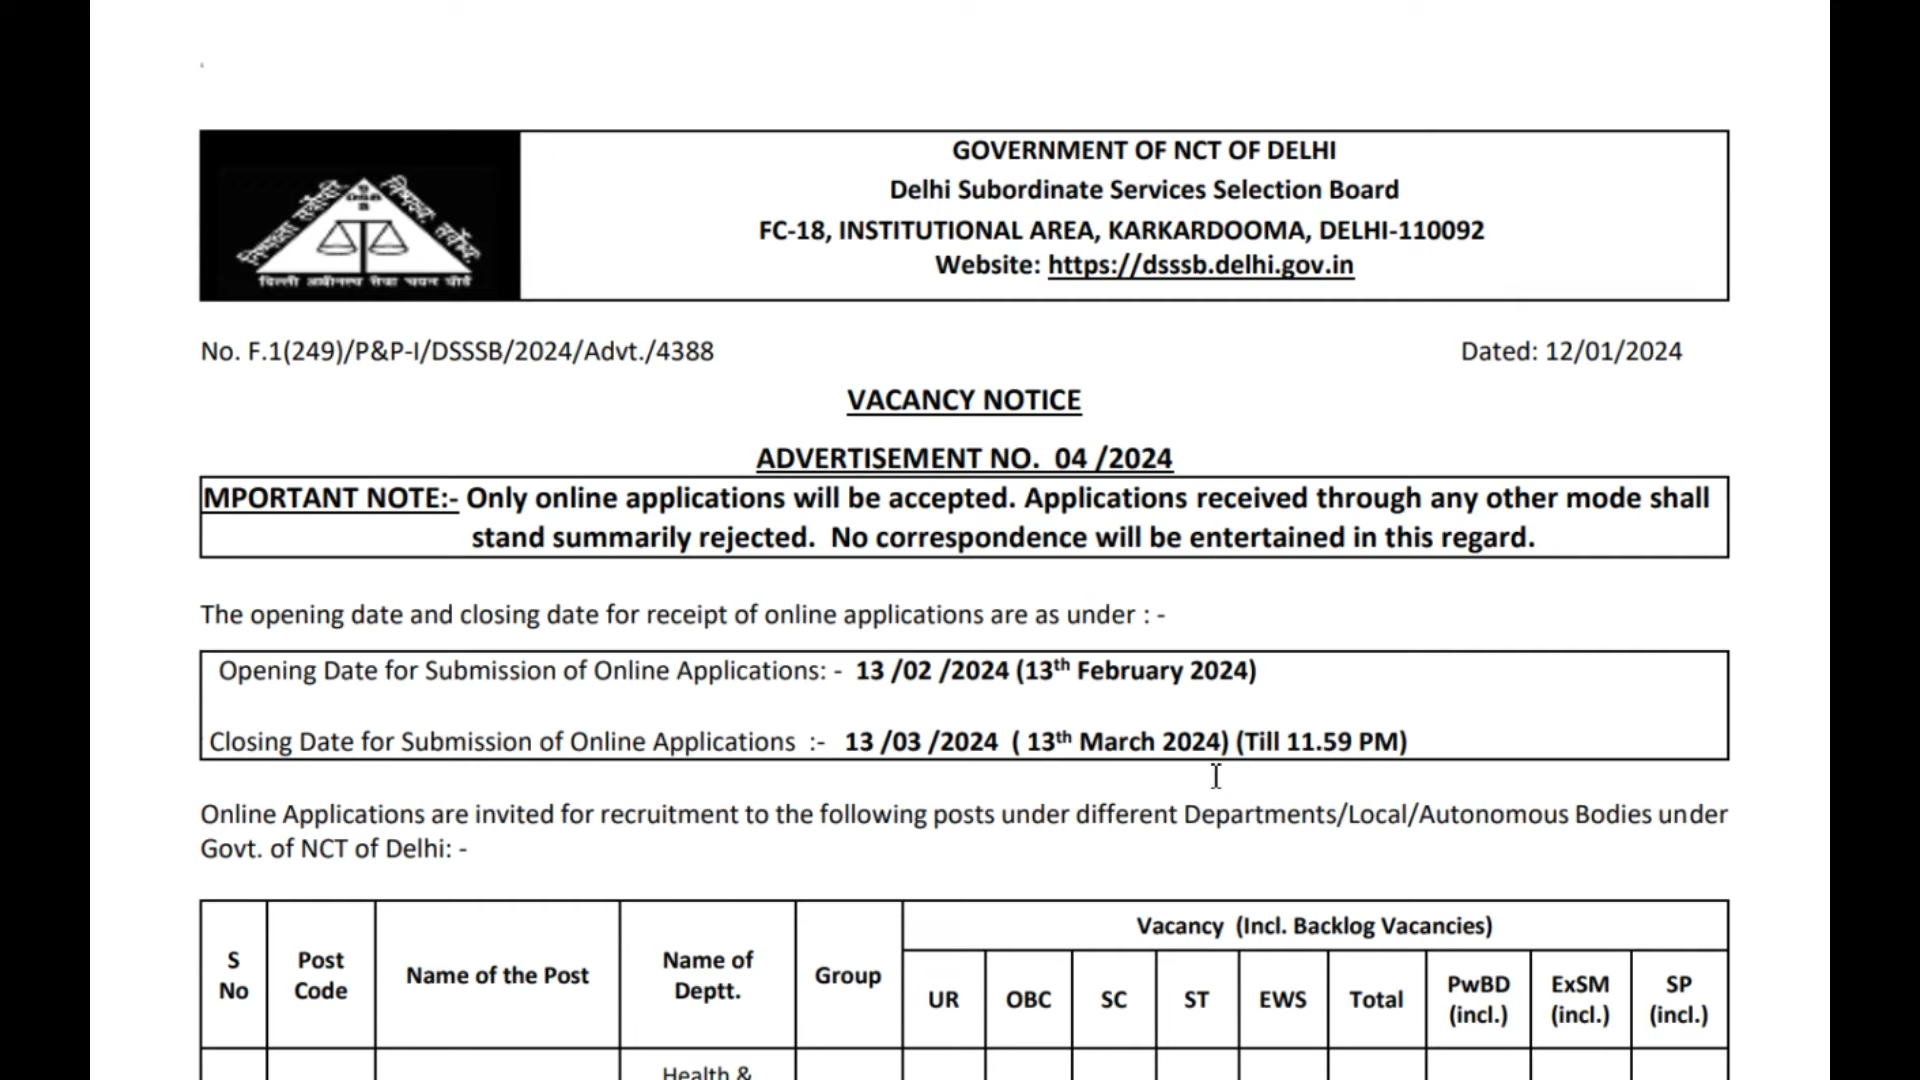 निष्पक्षता सर्वोपरि
दिल्ली अधीनस्थ सेवा चयन बोर्ड
GOVERNMENT OF NCT OF DELHI
Delhi Subordinate Services Selection Board
FC-18, INSTITUTIONAL AREA, KARKARDOOMA, DELHI-110092
Website: https://dsssb.delhi.gov.in
No. F.1(249)/P&P-I/DSSSB/2024/Advt./4388 Dated: 12/01/2024
VACANCY NOTICE
ADVERTISEMENT NO. 04 /2024
MPORTANT NOTE:- Only online applications will be accepted. Applications received through any other mode shall
stand summarily rejected. No correspondence will be entertained in this regard.
The opening date and closing date for receipt of online applications are as under : -
Opening Date for Submission of Online Applications: - 13 /02 /2024 (13th February 2024)
Closing Date for Submission of Online Applications :- 13 /03 /2024 ( 13th March 2024) (Till 11.59 PM)
Online Applications are invited for recruitment to the following posts under different Departments/Local/Autonomous Bodies under
Govt. of NCT of Delhi: -
S No Post Code Name of the Post Name of Deptt. Group Vacancy (Incl. Backlog Vacancies)
UR OBC SC ST EWS Total PwBD (incl.) ExSM (incl.) SP (incl.)
Health &